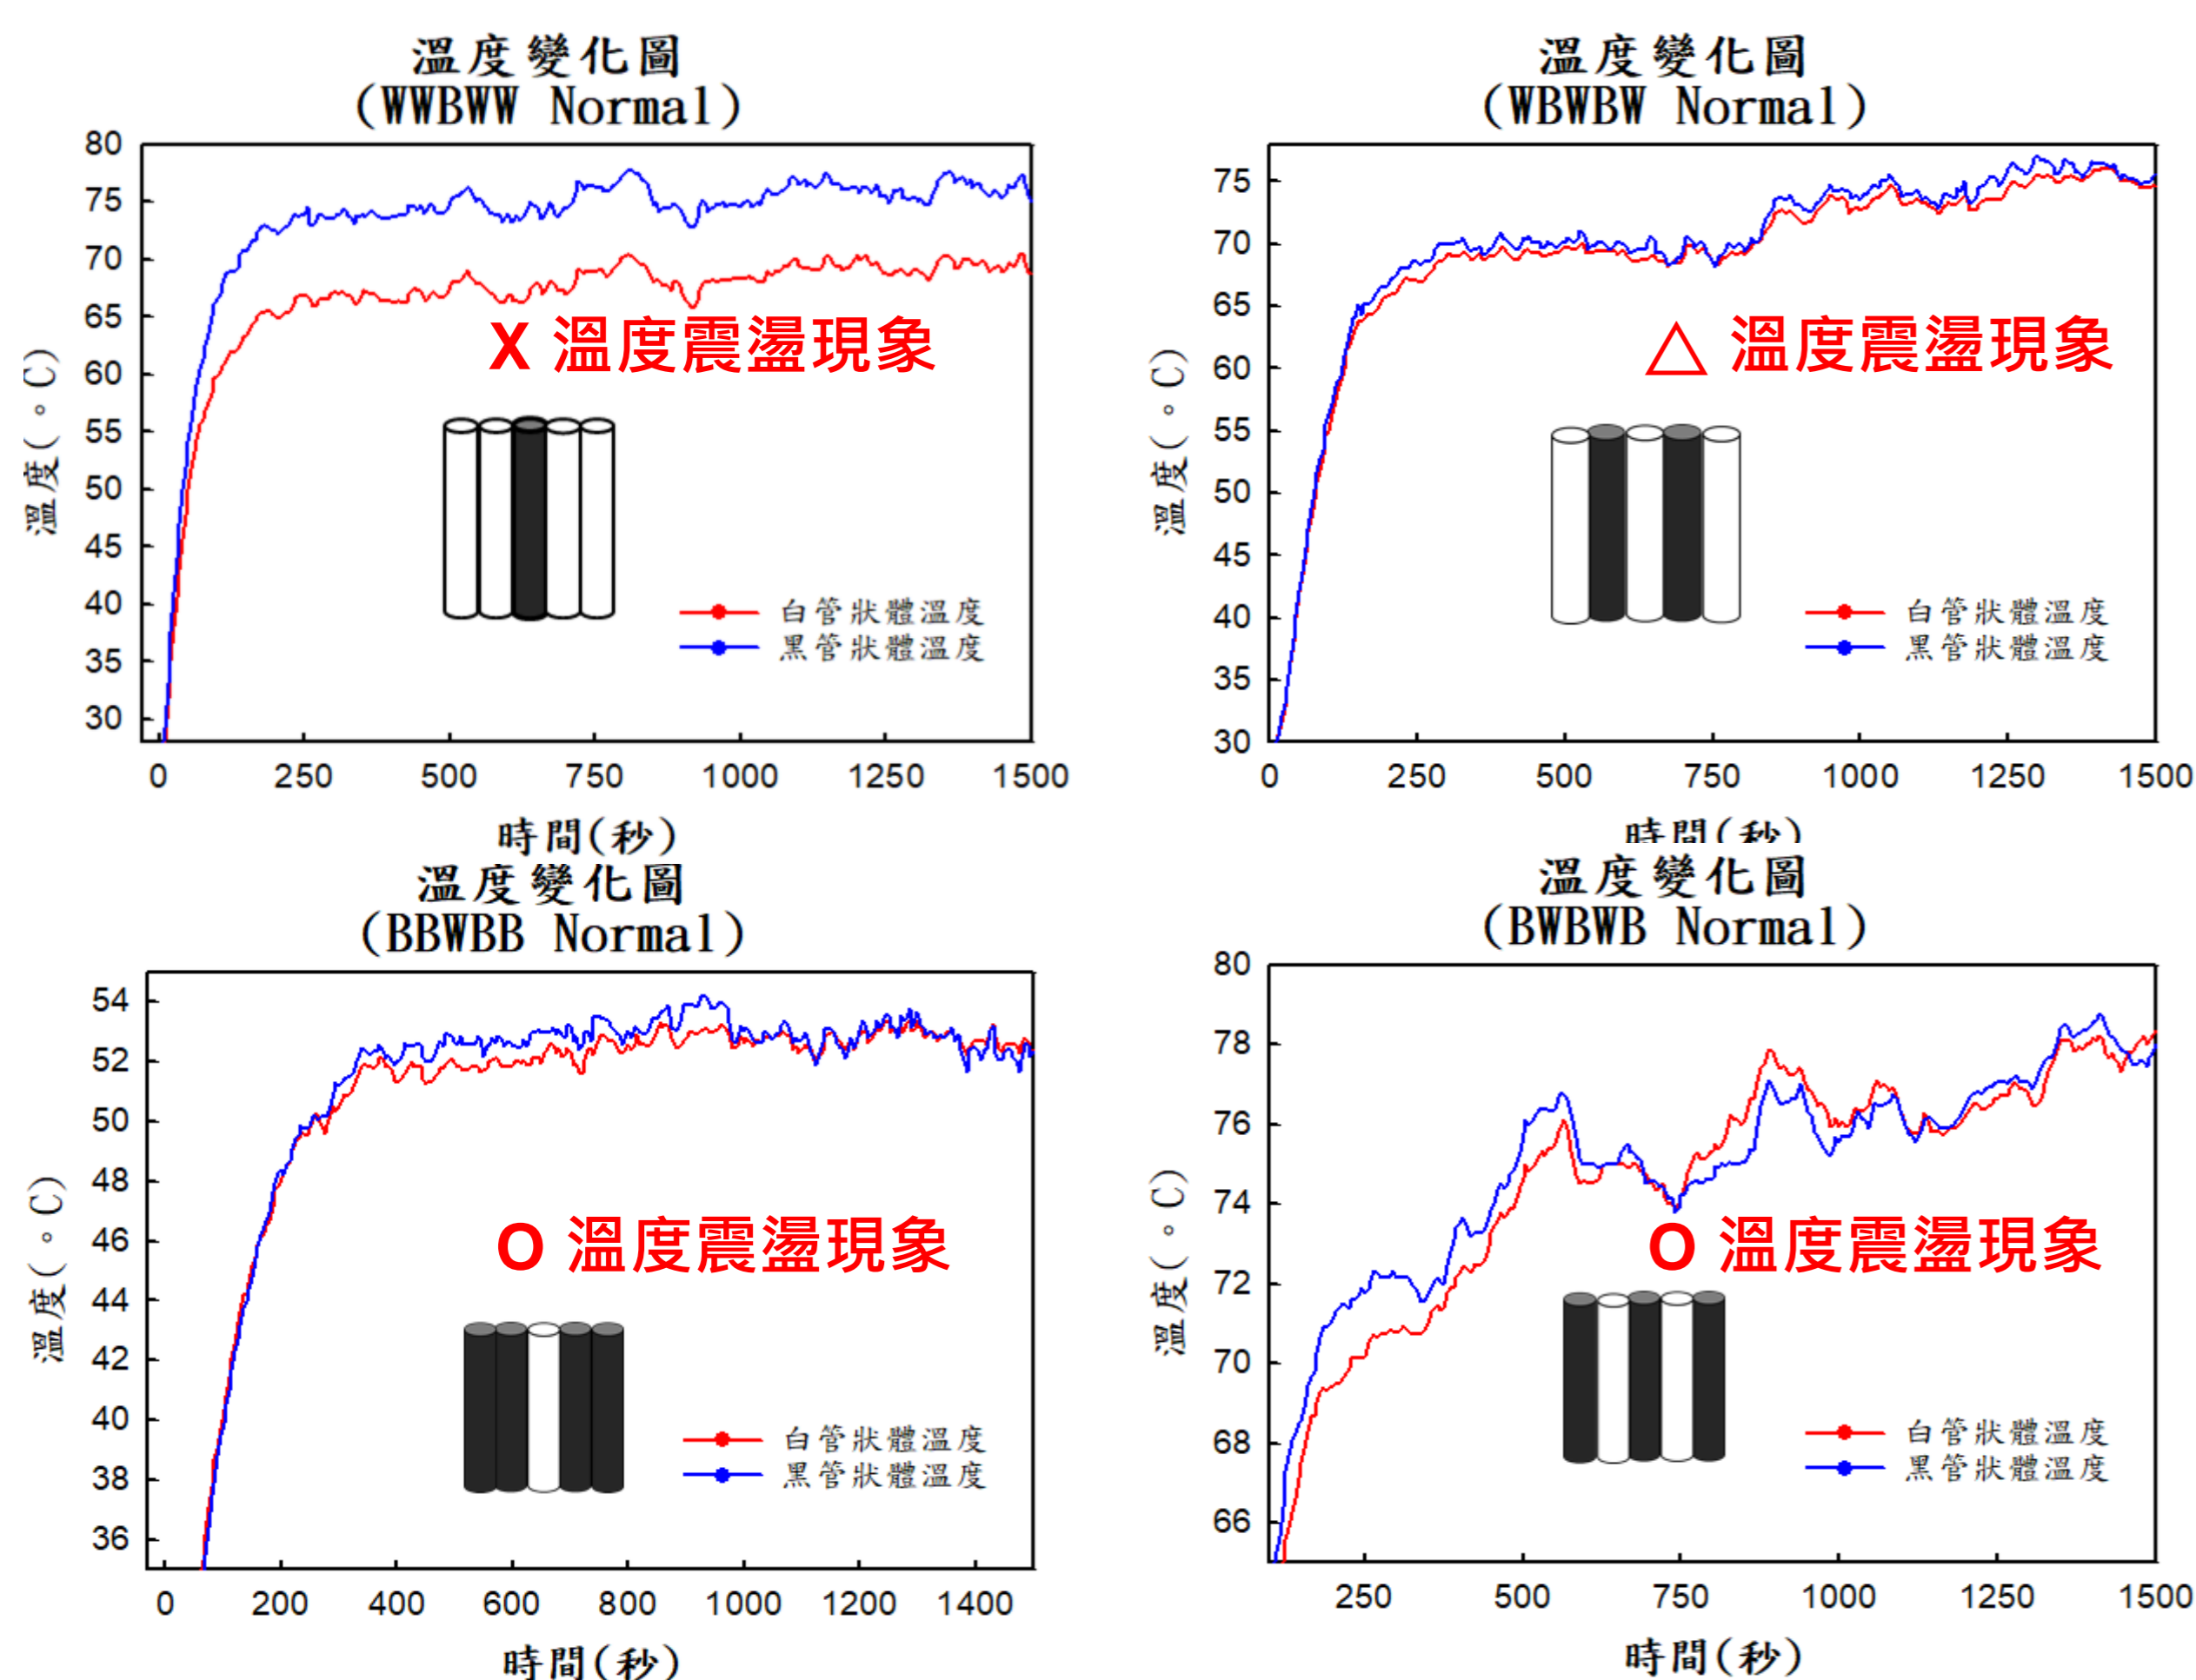 溫度變化圖
(WWBWW Normal)
80
75
70
65
60
55
50
45
40
35
30
溫度(。C)
X 溫度震盪現象
白管狀體溫度
黑管狀體溫度
0 250 500 750 1000 1250 1500
時間(秒)
溫度變化圖
(WBWBW Normal)
75
70
65
60
55
50
45
40
35
30
溫度(。C)
△ 溫度震盪現象
白管狀體溫度
黑管狀體溫度
0 250 500 750 1000 1250 1500
時間(秒)
溫度變化圖
(BBWBB Normal)
54
52
50
48
46
44
42
40
38
36
溫度(。C)
O 溫度震盪現象
白管狀體溫度
黑管狀體溫度
0 200 400 600 800 1000 1200 1400
時間(秒)
溫度變化圖
(BWBWB Normal)
80
78
76
74
72
70
68
66
溫度(。C)
O 溫度震盪現象
白管狀體溫度
黑管狀體溫度
250 500 750 1000 1250 1500
時間(秒)